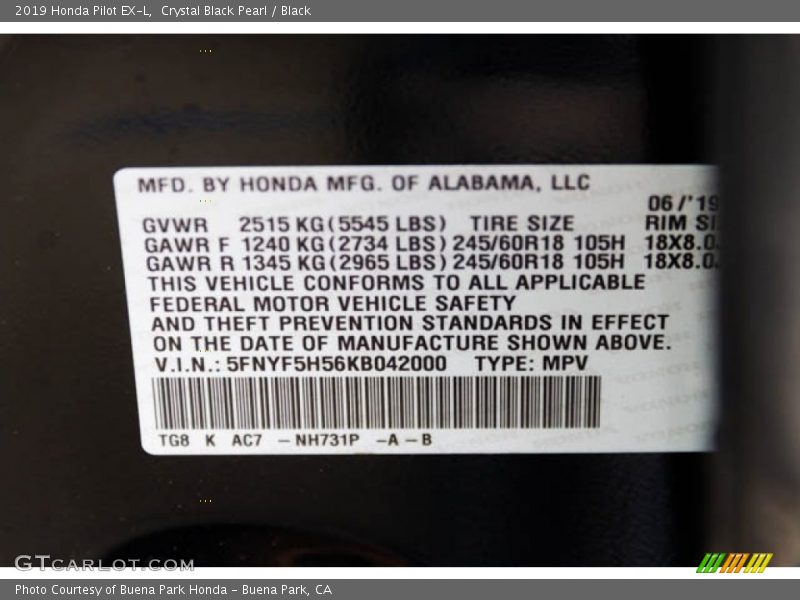 2019 Honda Pilot EX-L, Crystal Black Pearl / Black
MFD. BY HONDA MFG. OF ALABAMA, LLC
06/'19
GVWR 2515 KG (5545 LBS) TIRE SIZE RIM
GAWR F 1240 KG (2734 LBS) 245/60R18 105H 18X8.0
GAWR R 1345 KG (2965 LBS) 245/60R18 105H 18X8.0
THIS VEHICLE CONFORMS TO ALL APPLICABLE
FEDERAL MOTOR VEHICLE SAFETY
AND THEFT PREVENTION STANDARDS IN EFFECT
ON THE DATE OF MANUFACTURE SHOWN ABOVE.
V.I.N.: 5FNYF5H56KB042000 TYPE: MPV
TG8 K AC7 - NH731P -A - B
GTCARLOT.COM
Photo Courtesy of Buena Park Honda - Buena Park, CA